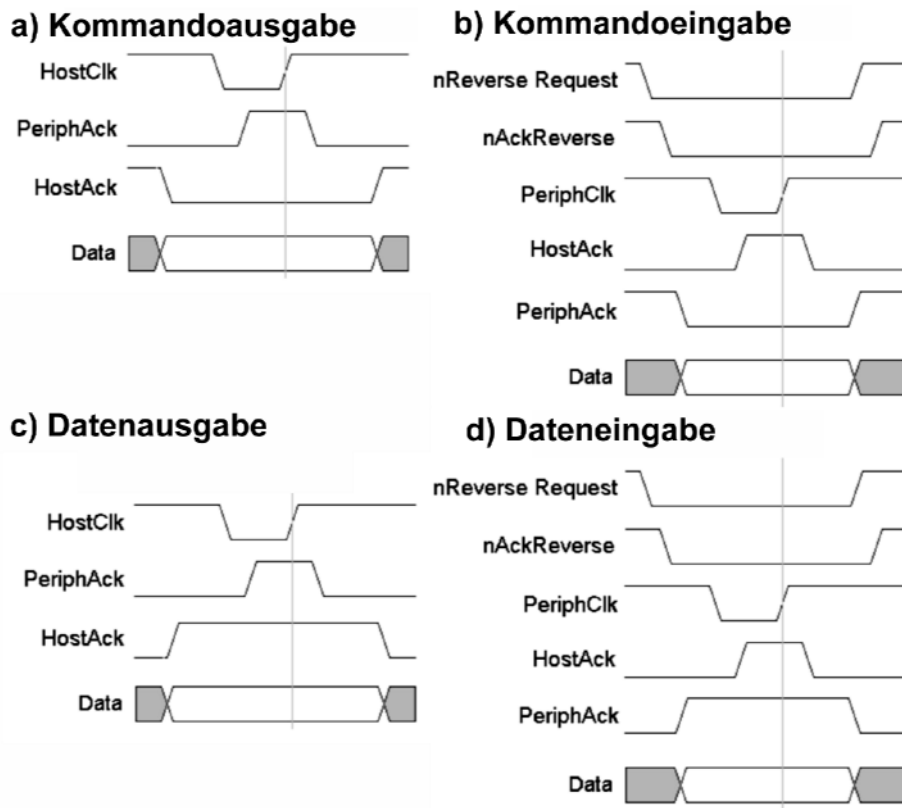 a) Kommandoausgabe
HostClk
PeriphAck
HostAck
Data
b) Kommandoeingabe
nReverse Request
nAckReverse
PeriphClk
HostAck
PeriphAck
Data
c) Datenausgabe
HostClk
PeriphAck
HostAck
Data
d) Dateneingabe
nReverse Request
nAckReverse
PeriphClk
HostAck
PeriphAck
Data